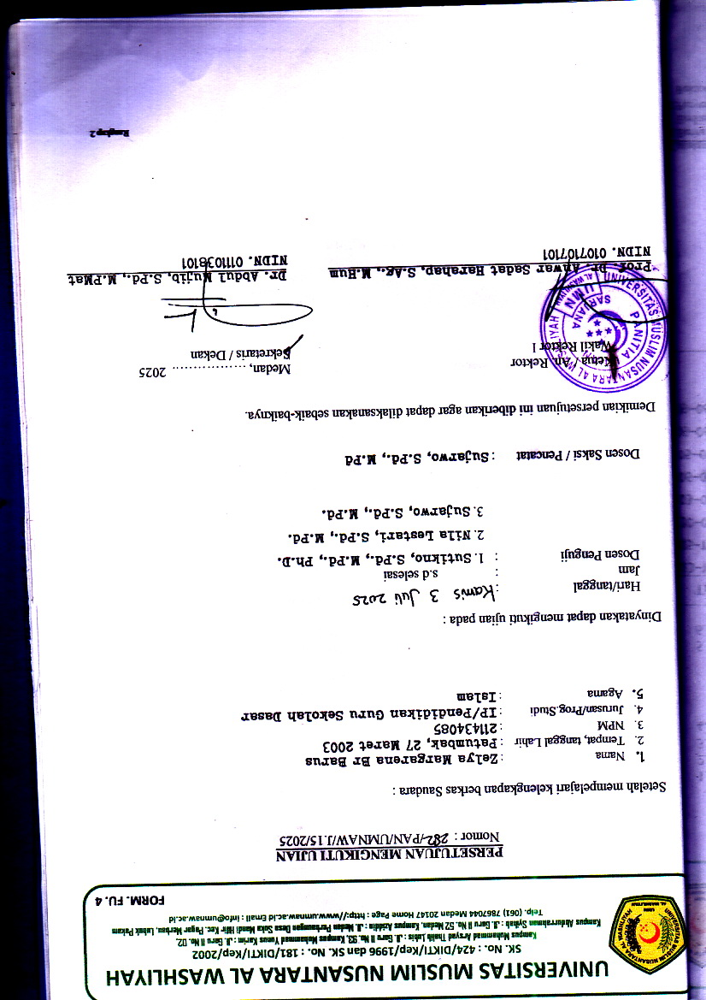 UNIVERSITAS MUSLIM NUSANTARA AL WASHLIYAH
SK. No. : 424/DIKTI/Kep/1996 dan SK. No. : 181/DIKTI/Kep/2002
Kampus Muhammad Arsyad Thalib Lubis : Jl. Garu II No. 93, Kampus Muhammad Yunus Karim : Jl. Garu II No. 02,
Kampus Abdurrahman Syihab : Jl. Garu II No. 52 Medan, Kampus Aziddin : Jl. Medan Perbaungan Desa Suka Mandi Hilir Kec. Pagar Merbau, Lubuk Pakam
Telp. (061) 7867044 Medan 20147 Home Page : http://www.umnaw.ac.id Email : info@umnaw.ac.id
FORM. FU. 4
PERSETUJUAN MENGIKUTI UJIAN
Nomor : 282/PAN/UMNAW/J.15/2025
Setelah mempelajari kelengkapan berkas Saudara :
1. Nama : Zelya Margarena Br Barus
2. Tempat, tanggal Lahir : Patumbak, 27 Maret 2003
3. NPM : 211434085
4. Jurusan/Prog.Studi : IP/Pendidikan Guru Sekolah Dasar
5. Agama : Islam
Dinyatakan dapat mengikuti ujian pada :
Hari/tanggal : Kamis 3 Juli 2025
Jam : s.d selesai
Dosen Penguji : 1. Sutikno, S.Pd., M.Pd., Ph.D.
2. Nila Lestari, S.Pd., M.Pd.
3. Sujarwo, S.Pd., M.Pd.
Dosen Saksi / Pencatat : Sujarwo, S.Pd., M.Pd
Demikian persetujuan ini diberikan agar dapat dilaksanakan sebaik-baiknya.
Medan, ................. 2025
Ketua / An. Rektor
Wakil Rektor I
Sekretaris / Dekan
UNIVERSITAS MUSLIM NUSANTARA AL WASHLIYAH
PANITIA
SARJANA
UMN
Prof. Dr. Anwar Sadat Harahap, S.Ag., M.Hum
NIDN. 0107107101
Dr. Abdul Mujib, S.Pd., M.PMat
NIDN. 0111038101
Rangkap 2